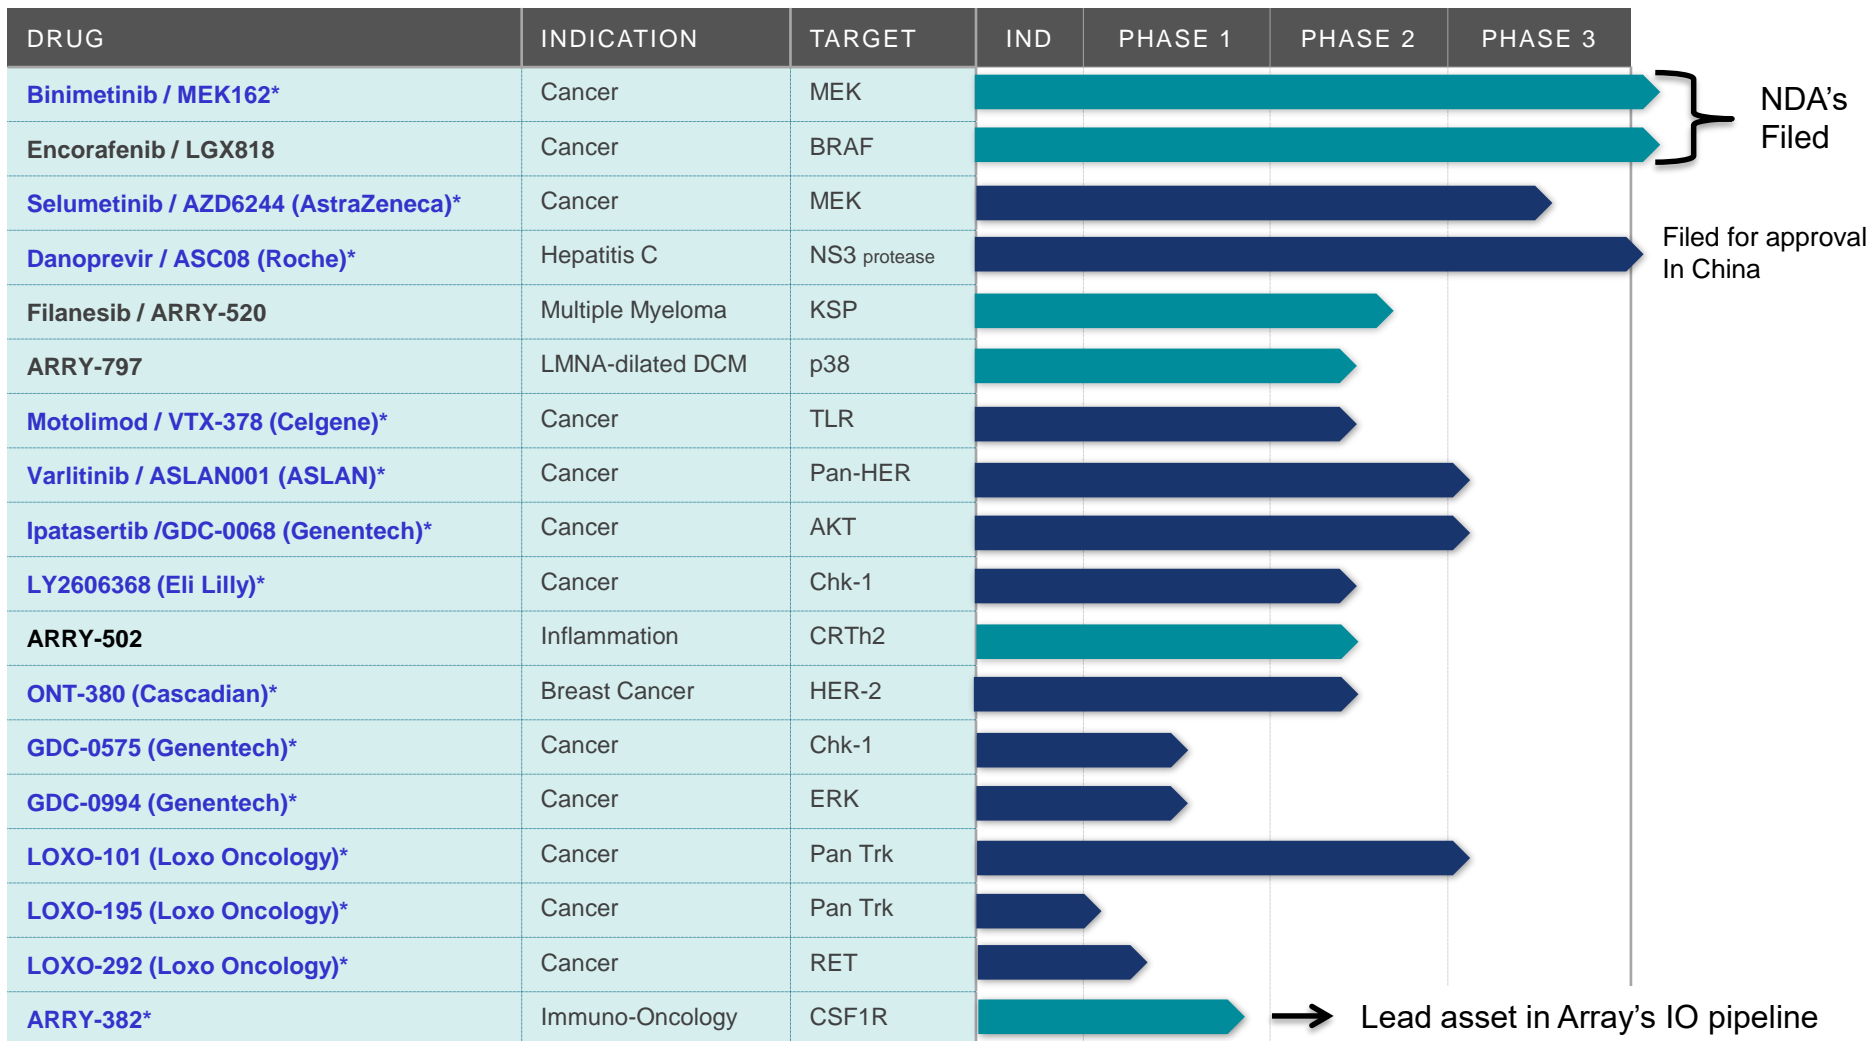 DRUG INDICATION TARGET IND PHASE 1 PHASE 2 PHASE 3
Binimetinib / MEK162* Cancer MEK
Encorafenib / LGX818 Cancer BRAF
NDA's
Filed
Selumetinib / AZD6244 (AstraZeneca)* Cancer MEK
Danoprevir / ASC08 (Roche)* Hepatitis C NS3 protease
Filed for approval
In China
Filanesib / ARRY-520 Multiple Myeloma KSP
ARRY-797 LMNA-dilated DCM p38
Motolimod / VTX-378 (Celgene)* Cancer TLR
Varlitinib / ASLAN001 (ASLAN)* Cancer Pan-HER
Ipatasertib /GDC-0068 (Genentech)* Cancer AKT
LY2606368 (Eli Lilly)* Cancer Chk-1
ARRY-502 Inflammation CRTh2
ONT-380 (Cascadian)* Breast Cancer HER-2
GDC-0575 (Genentech)* Cancer Chk-1
GDC-0994 (Genentech)* Cancer ERK
LOXO-101 (Loxo Oncology)* Cancer Pan Trk
LOXO-195 (Loxo Oncology)* Cancer Pan Trk
LOXO-292 (Loxo Oncology)* Cancer RET
ARRY-382* Immuno-Oncology CSF1R Lead asset in Array's IO pipeline